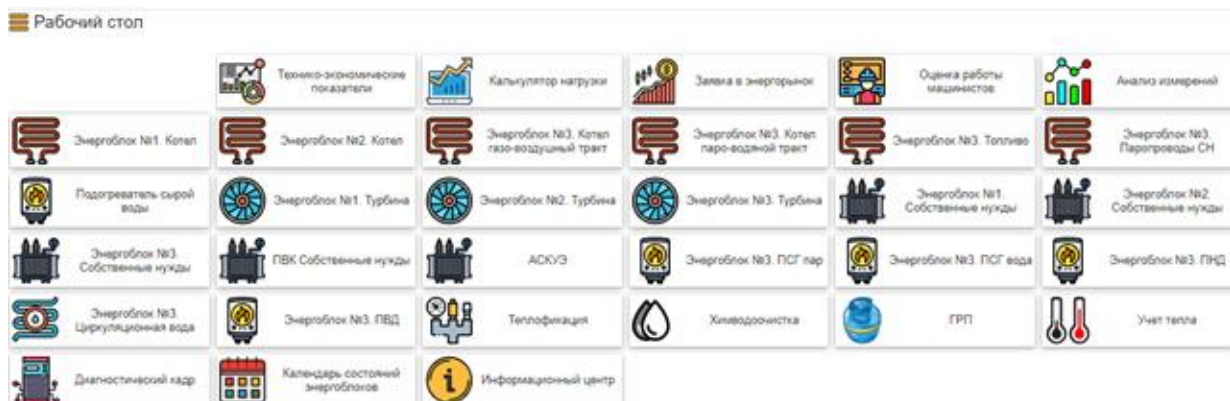 Рабочий стол
Технико-экономические
показатели
Калькулятор нагрузки
Заявка в энергорынок
Оценка работы
машинистов
Анализ измерений
Энергоблок №1. Котел
Энергоблок №2. Котел
Энергоблок №3. Котел
газо-воздушный тракт
Энергоблок №3. Котел
паро-водяной тракт
Энергоблок №3. Топливо
Энергоблок №3.
Паропроводы СН
Подогреватель сырой
воды
Энергоблок №1. Турбина
Энергоблок №2. Турбина
Энергоблок №3. Турбина
Энергоблок №1.
Собственные нужды
Энергоблок №2.
Собственные нужды
Энергоблок №3.
Собственные нужды
ПВК Собственные нужды
АСКУЭ
Энергоблок №3. ПСГ пар
Энергоблок №3. ПСГ вода
Энергоблок №3. ПНД
Энергоблок №3.
Циркуляционная вода
Энергоблок №3. ПВД
Теплофикация
Химводоочистка
ГРП
Учет тепла
Диагностический кадр
Календарь состояний
энергоблоков
Информационный центр